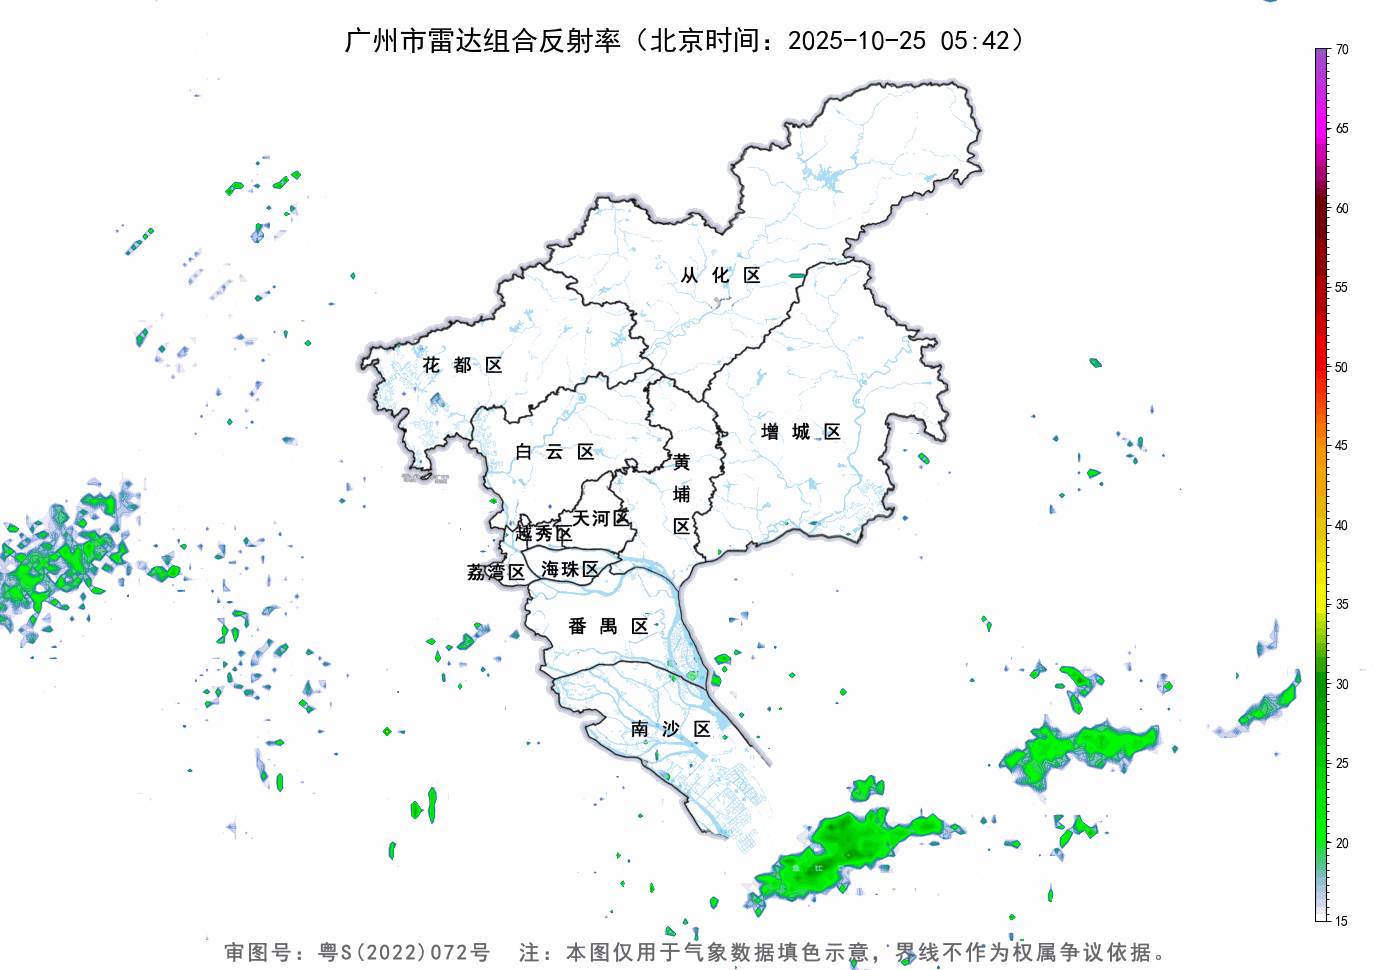 广州市雷达组合反射率（北京时间：2025-10-25 05:42）
70
65
60
55
50
45
40
35
30
25
20
15
从 化 区
花 都 区
增 城 区
白 云 区
黄
埔
区
天河区
越秀区
荔湾区
海珠区
番 禺 区
南 沙 区
审图号：粤S(2022)072号 注：本图仅用于气象数据填色示意，界线不作为权属争议依据。